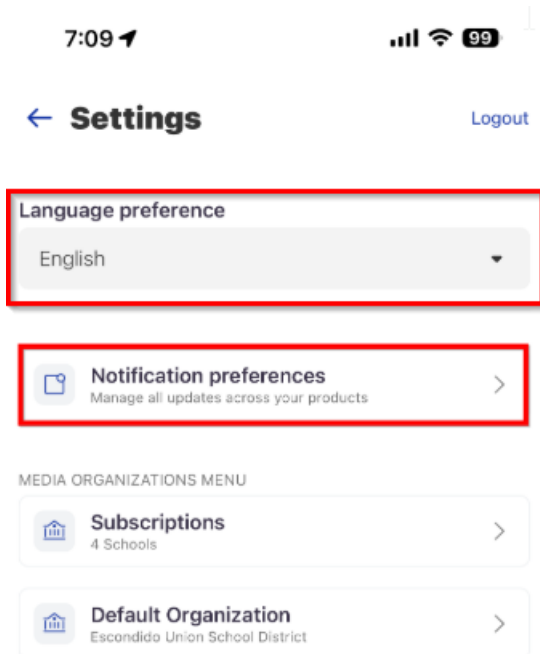 7:09 99
Settings Logout
Language preference
English
Notification preferences
Manage all updates across your products
MEDIA ORGANIZATIONS MENU
Subscriptions
4 Schools
Default Organization
Escondido Union School District